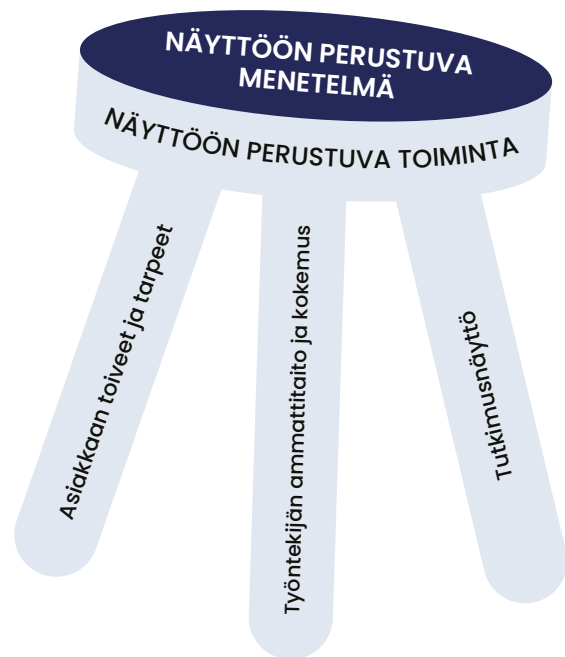 NÄYTTÖÖN PERUSTUVA
MENETELMÄ
NÄYTTÖÖN PERUSTUVA TOIMINTA
Asiakkaan toiveet ja tarpeet
Työntekijän ammattitaito ja kokemus
Tutkimusnäyttö